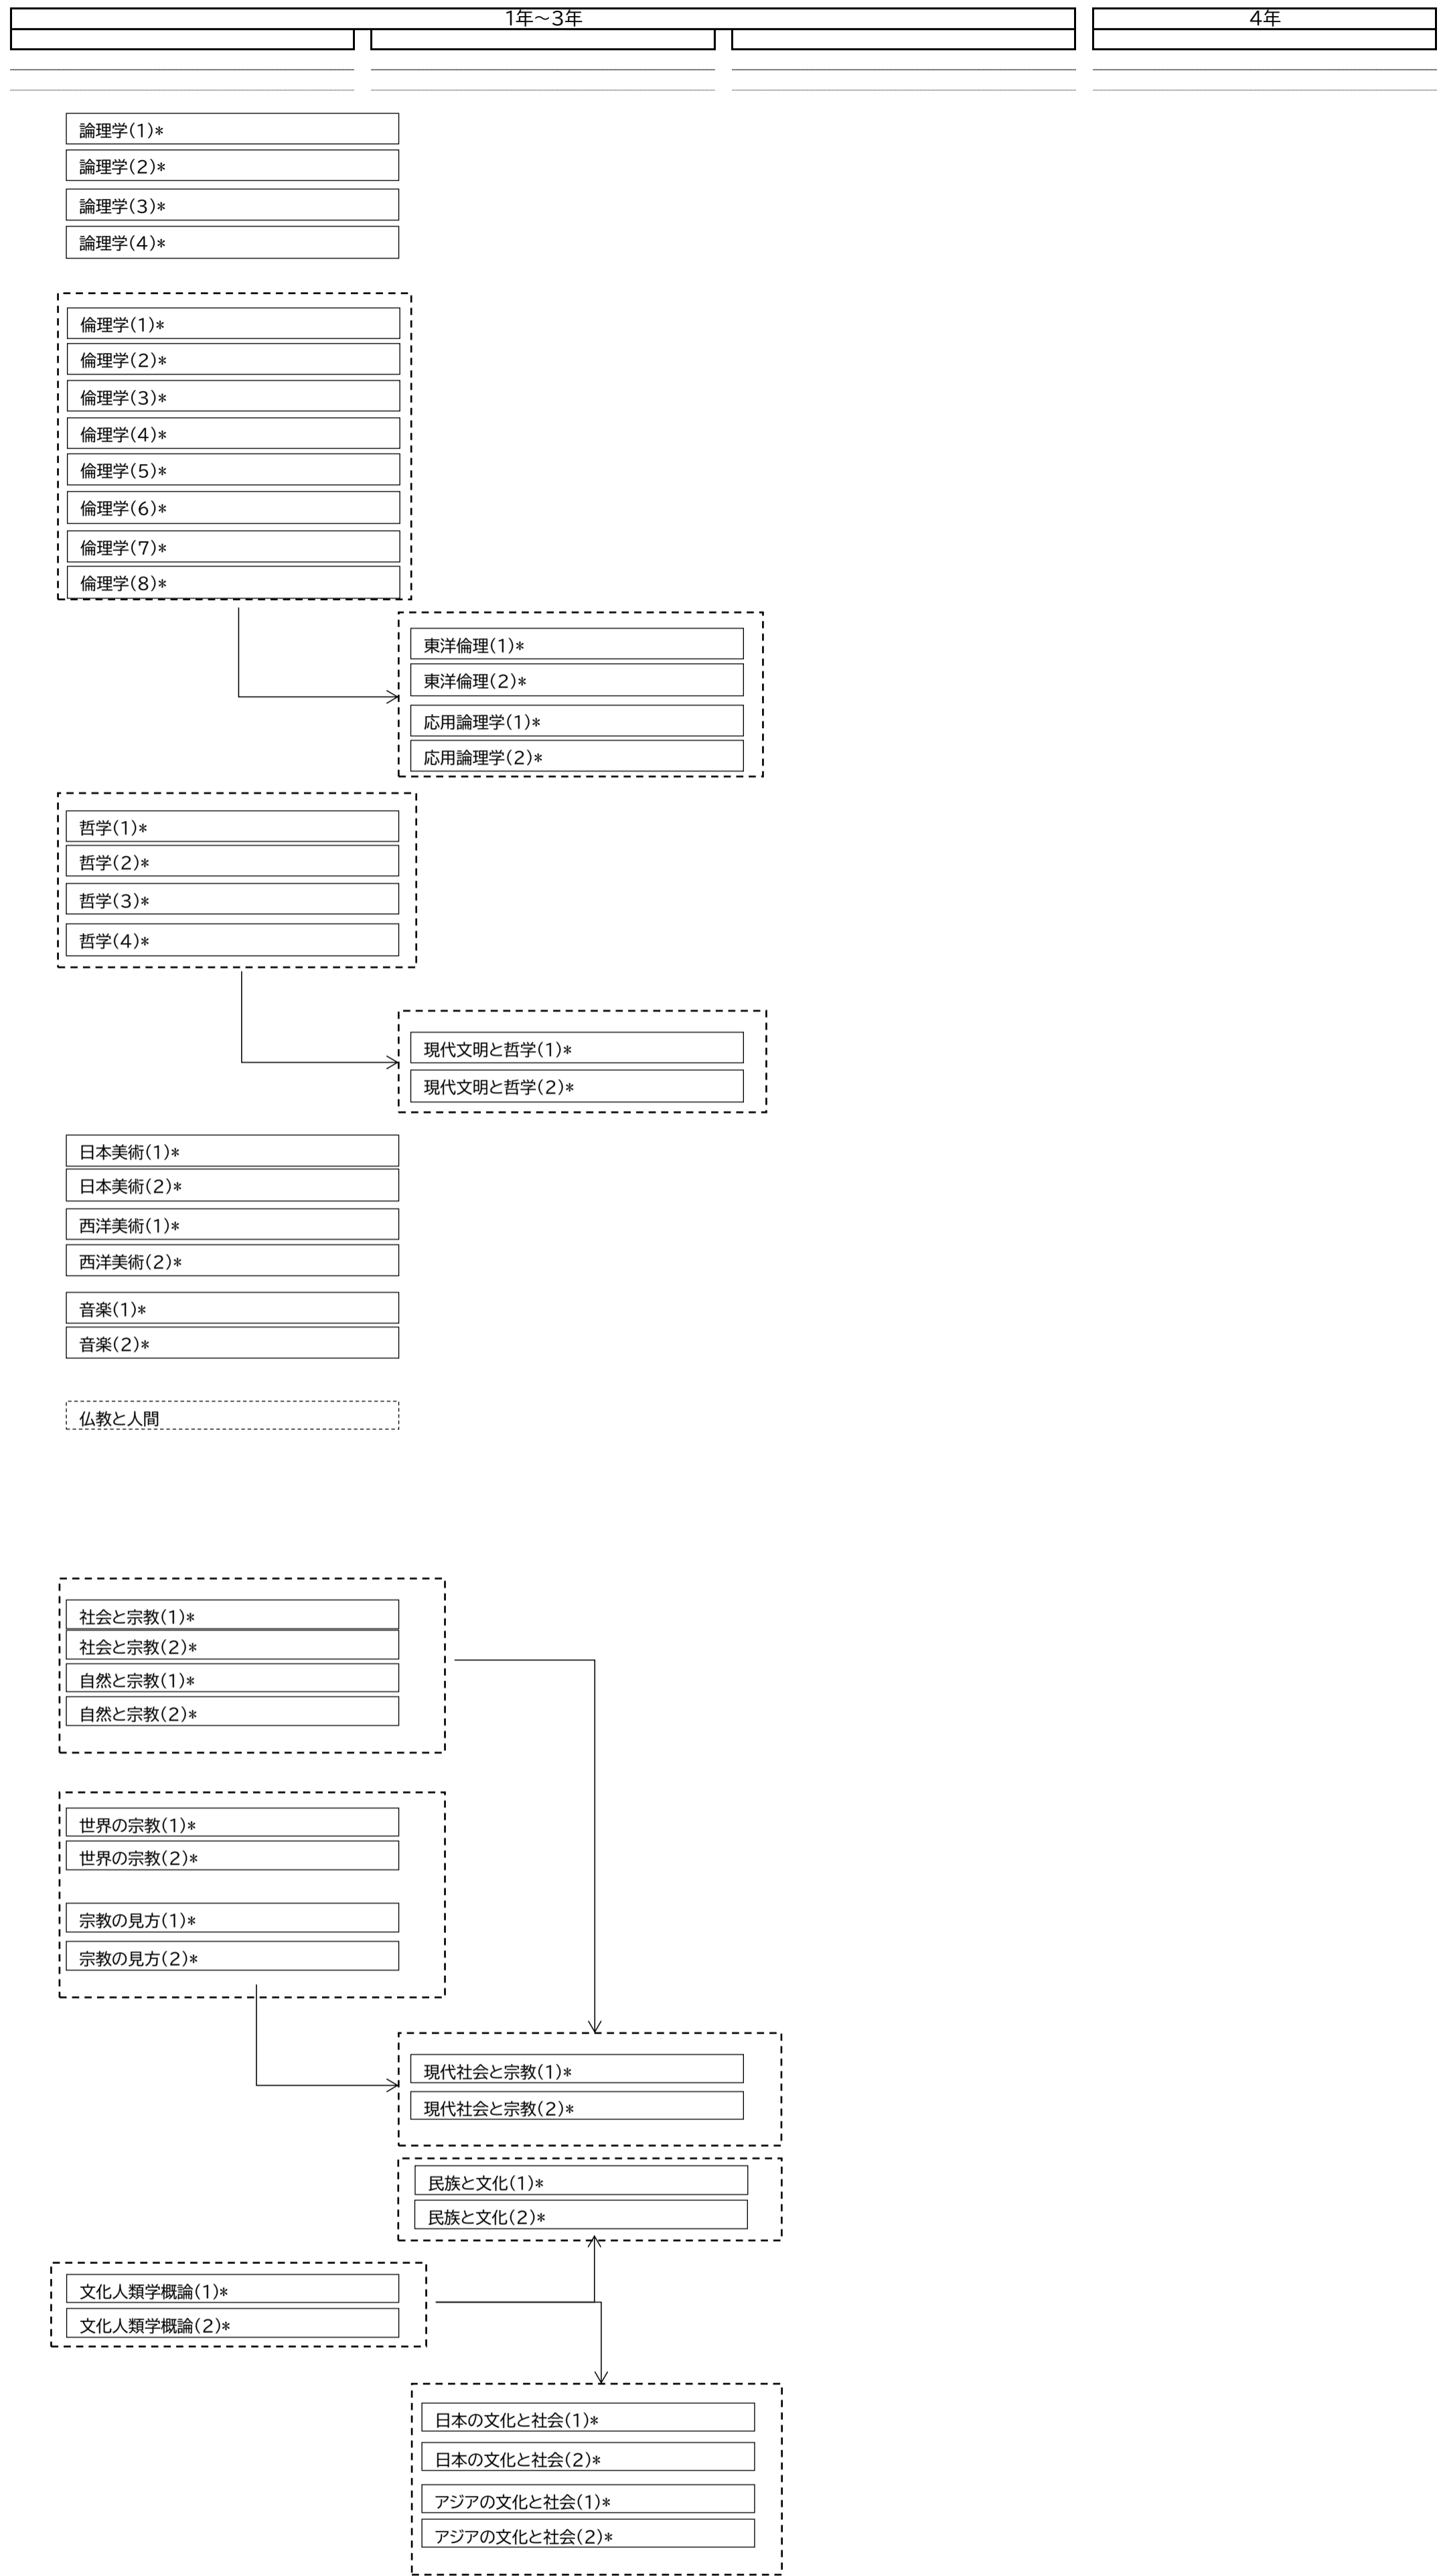 1年～3年
4年
論理学(1)*
論理学(2)*
論理学(3)*
論理学(4)*
倫理学(1)*
倫理学(2)*
倫理学(3)*
倫理学(4)*
倫理学(5)*
倫理学(6)*
倫理学(7)*
倫理学(8)*
東洋倫理(1)*
東洋倫理(2)*
応用論理学(1)*
応用論理学(2)*
哲学(1)*
哲学(2)*
哲学(3)*
哲学(4)*
現代文明と哲学(1)*
現代文明と哲学(2)*
日本美術(1)*
日本美術(2)*
西洋美術(1)*
西洋美術(2)*
音楽(1)*
音楽(2)*
仏教と人間
社会と宗教(1)*
社会と宗教(2)*
自然と宗教(1)*
自然と宗教(2)*
世界の宗教(1)*
世界の宗教(2)*
宗教の見方(1)*
宗教の見方(2)*
現代社会と宗教(1)*
現代社会と宗教(2)*
民族と文化(1)*
民族と文化(2)*
文化人類学概論(1)*
文化人類学概論(2)*
日本の文化と社会(1)*
日本の文化と社会(2)*
アジアの文化と社会(1)*
アジアの文化と社会(2)*